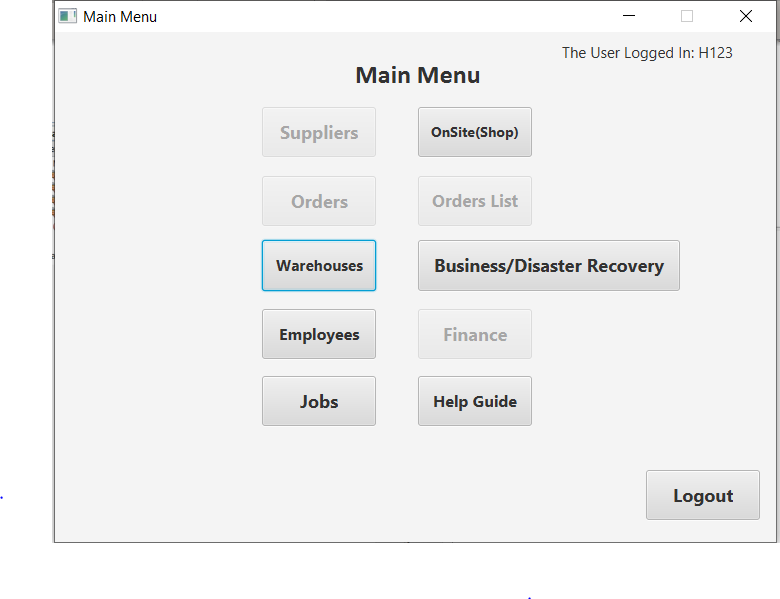 Main Menu
The User Logged In: H123
Main Menu
Suppliers
OnSite(Shop)
Orders
Orders List
Warehouses
Business/Disaster Recovery
Employees
Finance
Jobs
Help Guide
Logout